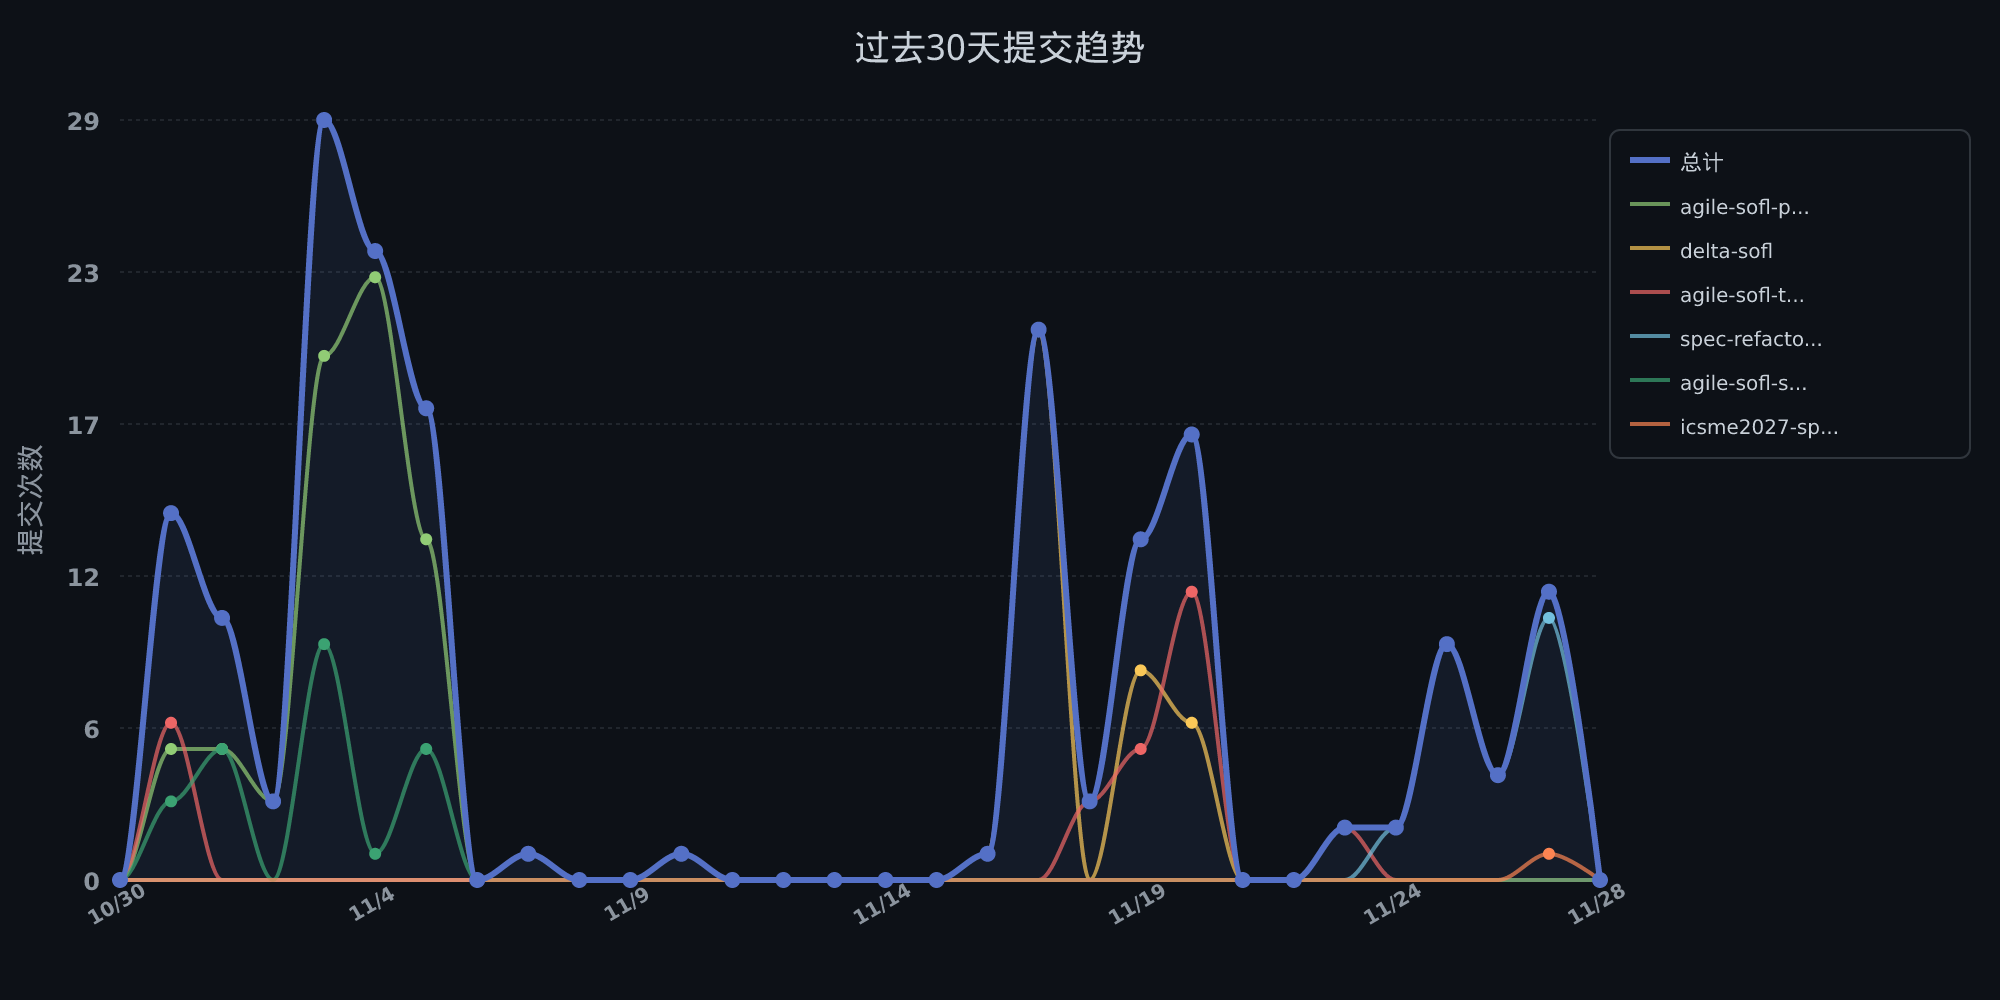 过去30天提交趋势
提交次数
29
23
17
12
6
0
10/30
11/4
11/9
11/14
11/19
11/24
11/28
总计
agile-sofl-p...
delta-sofl
agile-sofl-t...
spec-refacto...
agile-sofl-s...
icsme2027-sp...